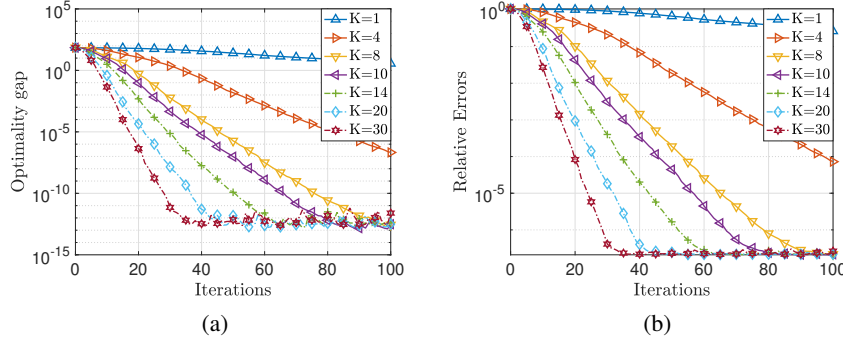 10^5
10^0
10^-5
10^-10
10^-15
Optimality gap
0 20 40 60 80 100
Iterations
K=1
K=4
K=8
K=10
K=14
K=20
K=30
(a)
10^0
10^-5
Relative Errors
0 20 40 60 80 100
Iterations
K=1
K=4
K=8
K=10
K=14
K=20
K=30
(b)